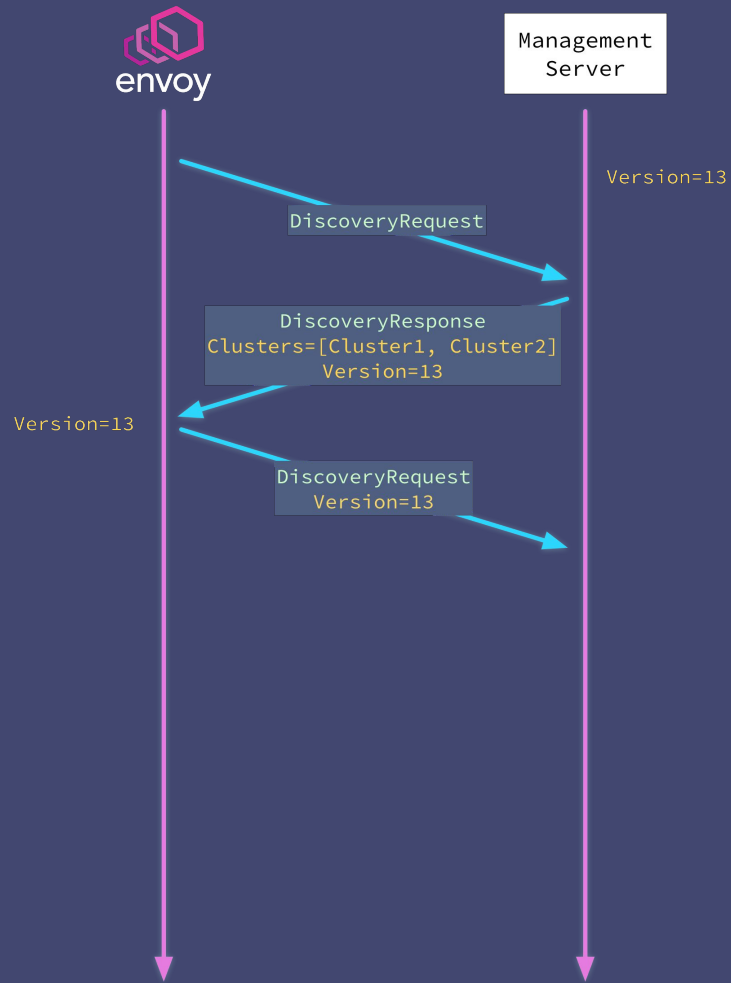 envoy
Management
Server
Version=13
DiscoveryRequest
DiscoveryResponse
Clusters=[Cluster1, Cluster2]
Version=13
Version=13
DiscoveryRequest
Version=13